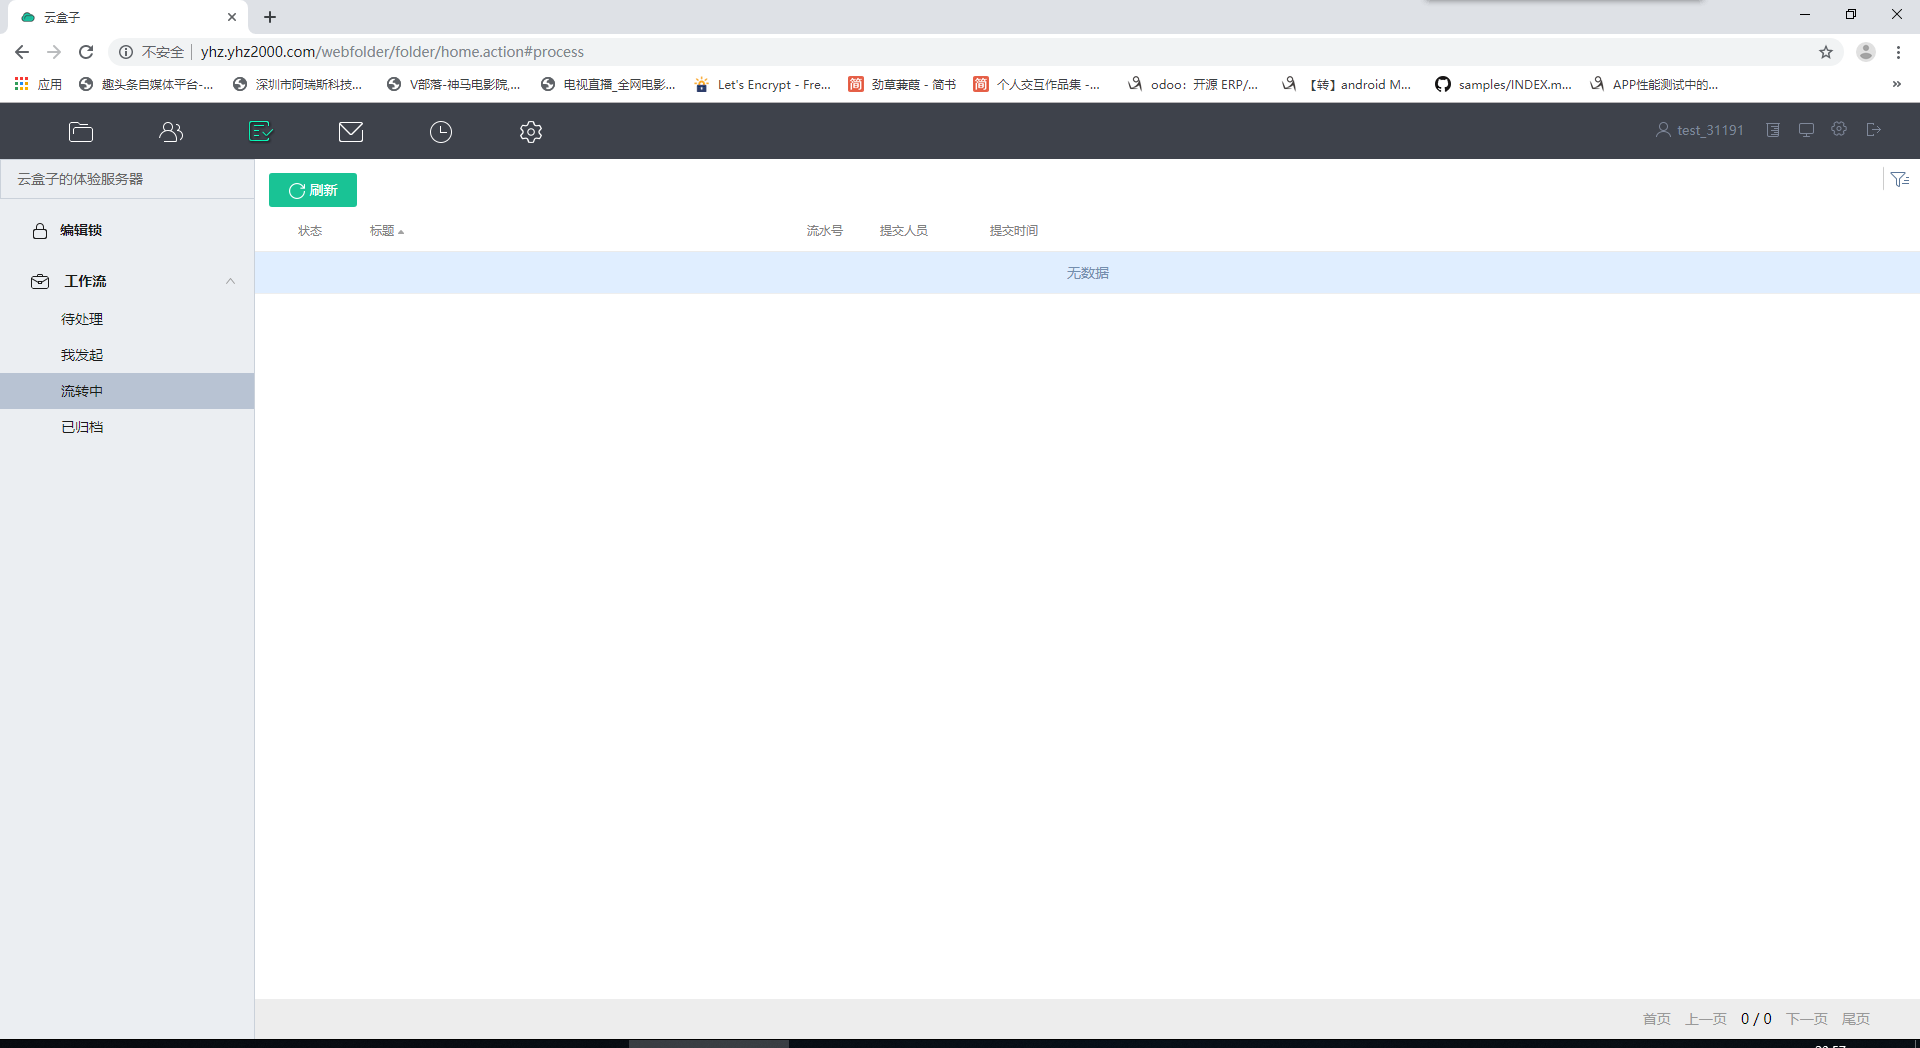 云盒子
不安全 yhz.yhz2000.com/webfolder/folder/home.action#process
应用 趣头条自媒体平台-... 深圳市阿瑞斯科技... V部落-神马电影院,... 电视直播_全网电影... Let's Encrypt - Fre... 简 劲草蒹葭 - 简书 简 个人交互作品集 -... odoo：开源 ERP/... 【转】android M... samples/INDEX.m... APP性能测试中的... »
test_31191
云盒子的体验服务器
刷新
状态 标题 流水号 提交人员 提交时间
编辑锁
无数据
工作流
待处理
我发起
流转中
已归档
首页 上一页 0 / 0 下一页 尾页